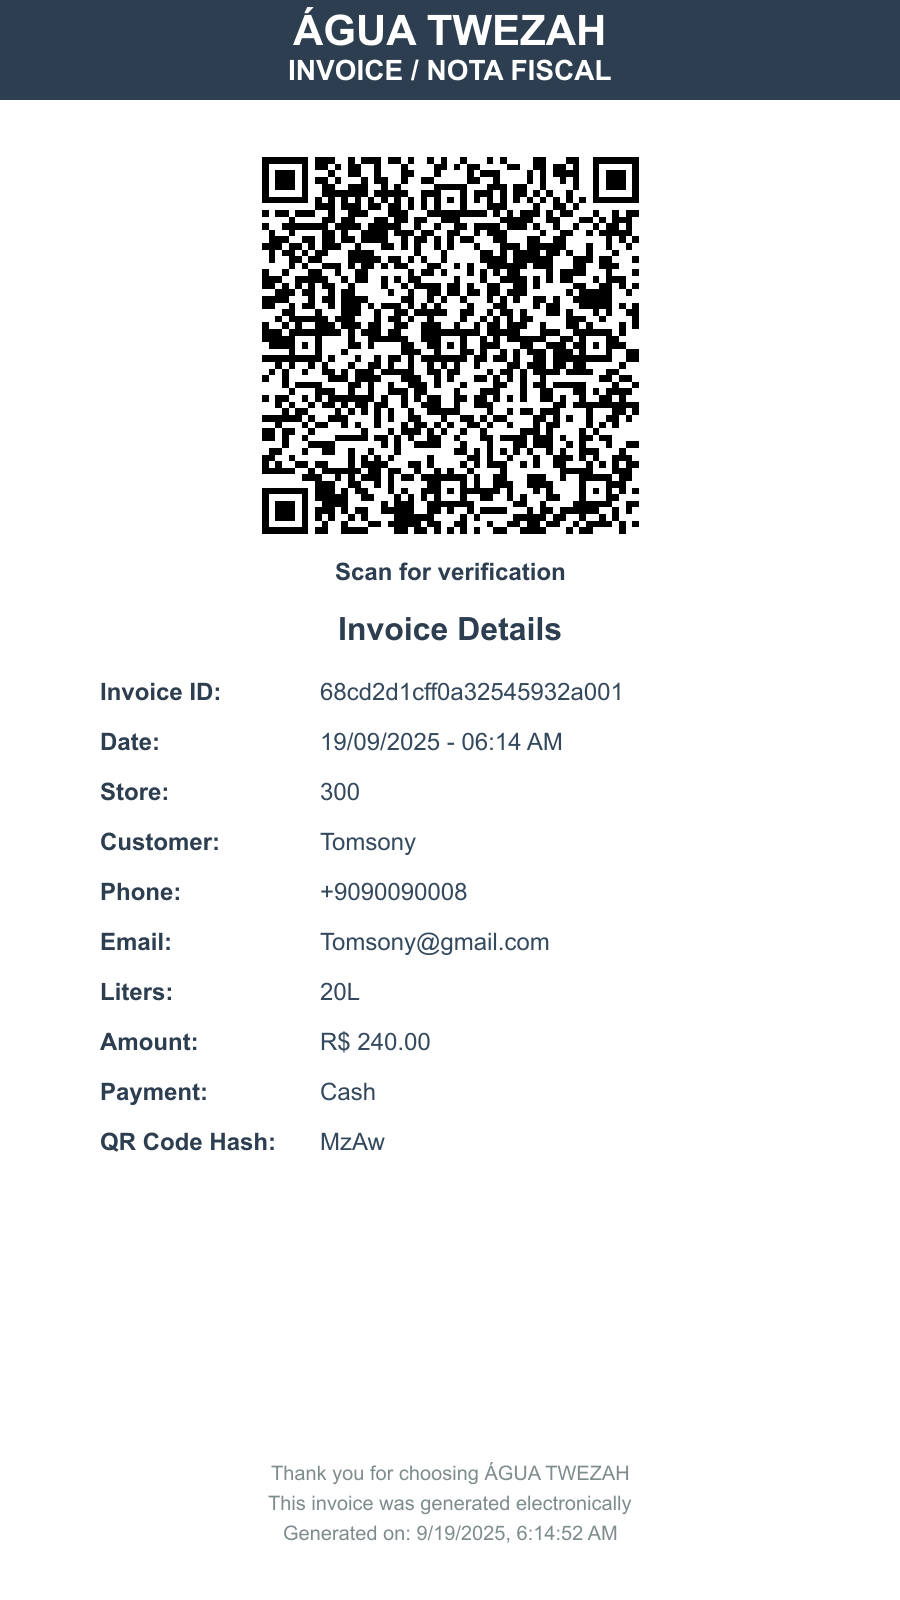 ÁGUA TWEZAH
INVOICE / NOTA FISCAL
Scan for verification
Invoice Details
Invoice ID: 68cd2d1cff0a32545932a001
Date: 19/09/2025 - 06:14 AM
Store: 300
Customer: Tomsony
Phone: +9090090008
Email: Tomsony@gmail.com
Liters: 20L
Amount: R$ 240.00
Payment: Cash
QR Code Hash: MzAw
Thank you for choosing ÁGUA TWEZAH
This invoice was generated electronically
Generated on: 9/19/2025, 6:14:52 AM